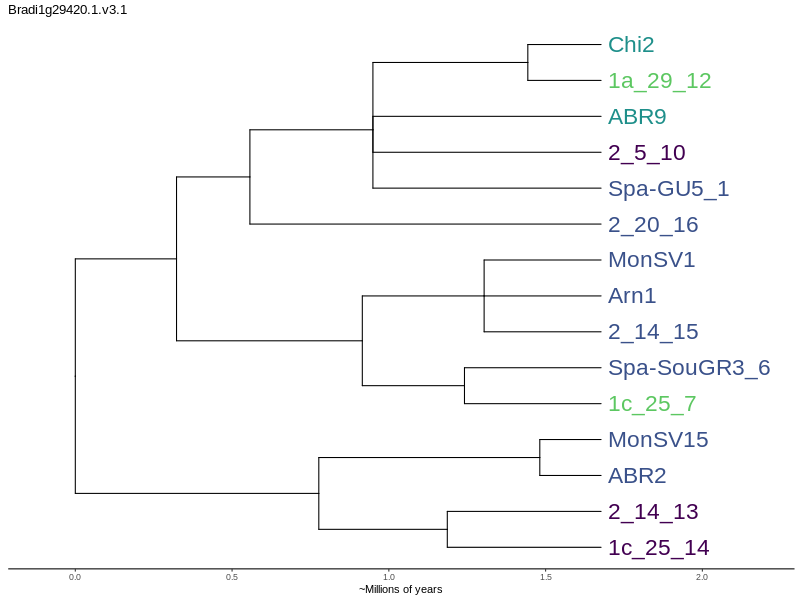 Bradi1g29420.1.v3.1
Chi2
1a_29_12
ABR9
2_5_10
Spa-GU5_1
2_20_16
MonSV1
Arn1
2_14_15
Spa-SouGR3_6
1c_25_7
MonSV15
ABR2
2_14_13
1c_25_14
0.0 0.5 1.0 1.5 2.0
~Millions of years